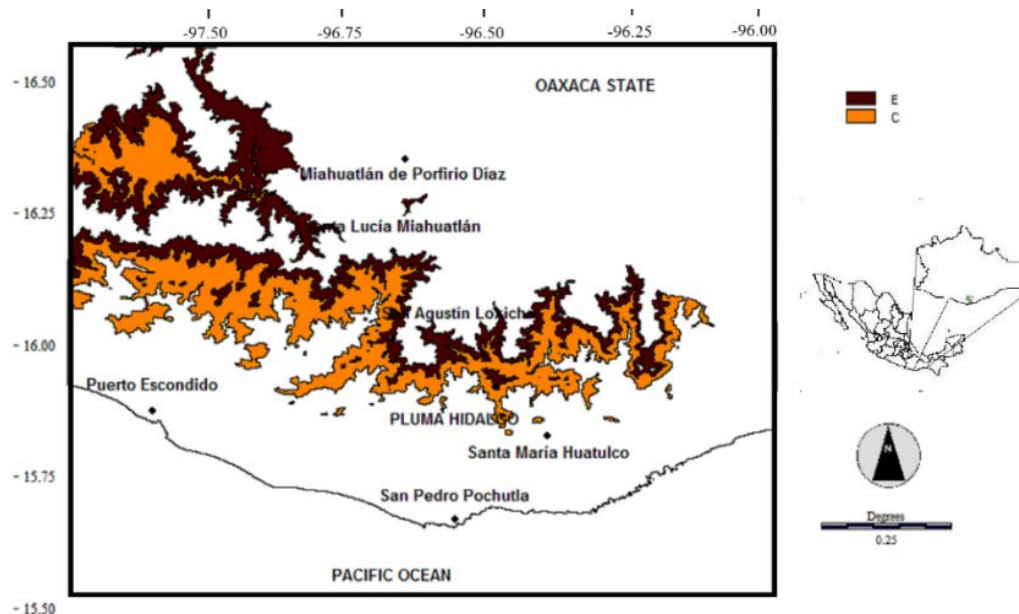 -97.50 -96.75 -96.50 -96.25 -96.00
- 16.50
OAXACA STATE
E
C
Miahuatlán de Porfirio Díaz
- 16.25
Lucía Miahuatlán
Agustín
- 16.00
Puerto Escondido
PLUMA HIDALGO
Santa María Huatulco
N
- 15.75
San Pedro Pochutla
Degrees
0.25
PACIFIC OCEAN
- 15.50